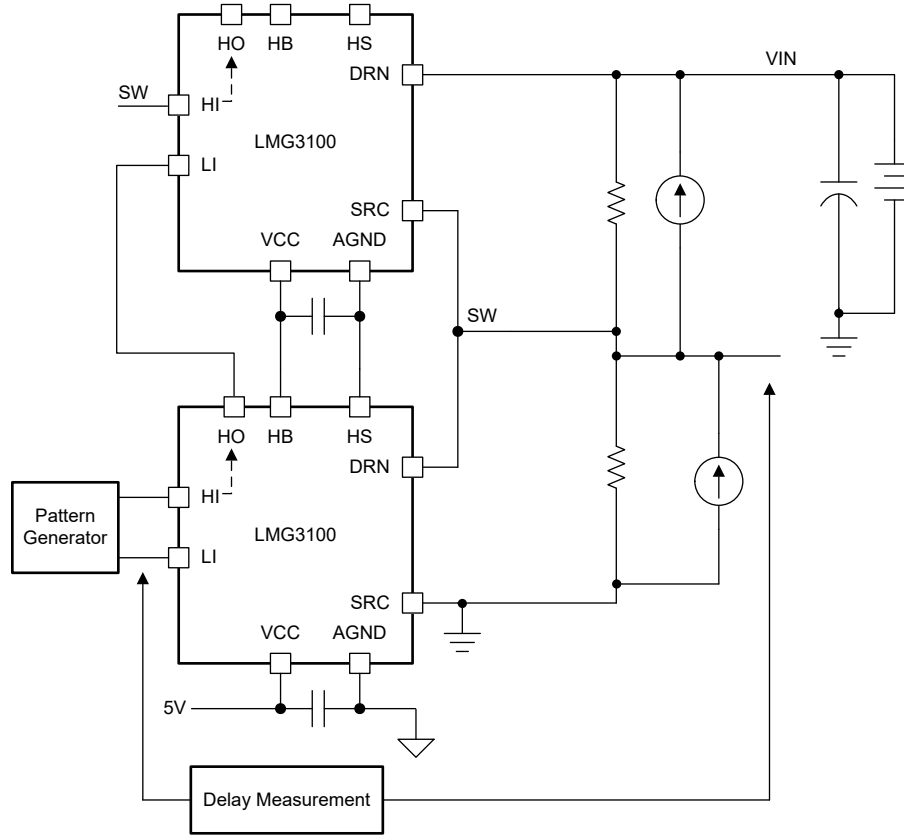 HO HB HS
DRN
VIN
SW
HI
LMG3100
LI
SRC
VCC AGND
SW
HO HB HS
DRN
HI
Pattern
Generator
LMG3100
LI
SRC
VCC AGND
5V
Delay Measurement